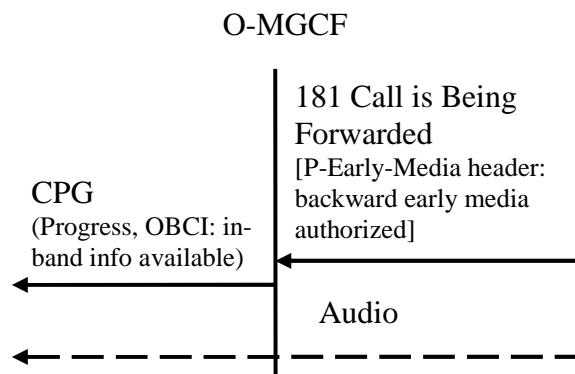 O-MGCF
181 Call is Being
Forwarded
[P-Early-Media header:
backward early media
authorized]
CPG
(Progress, OBCI: in-
band info available)
Audio